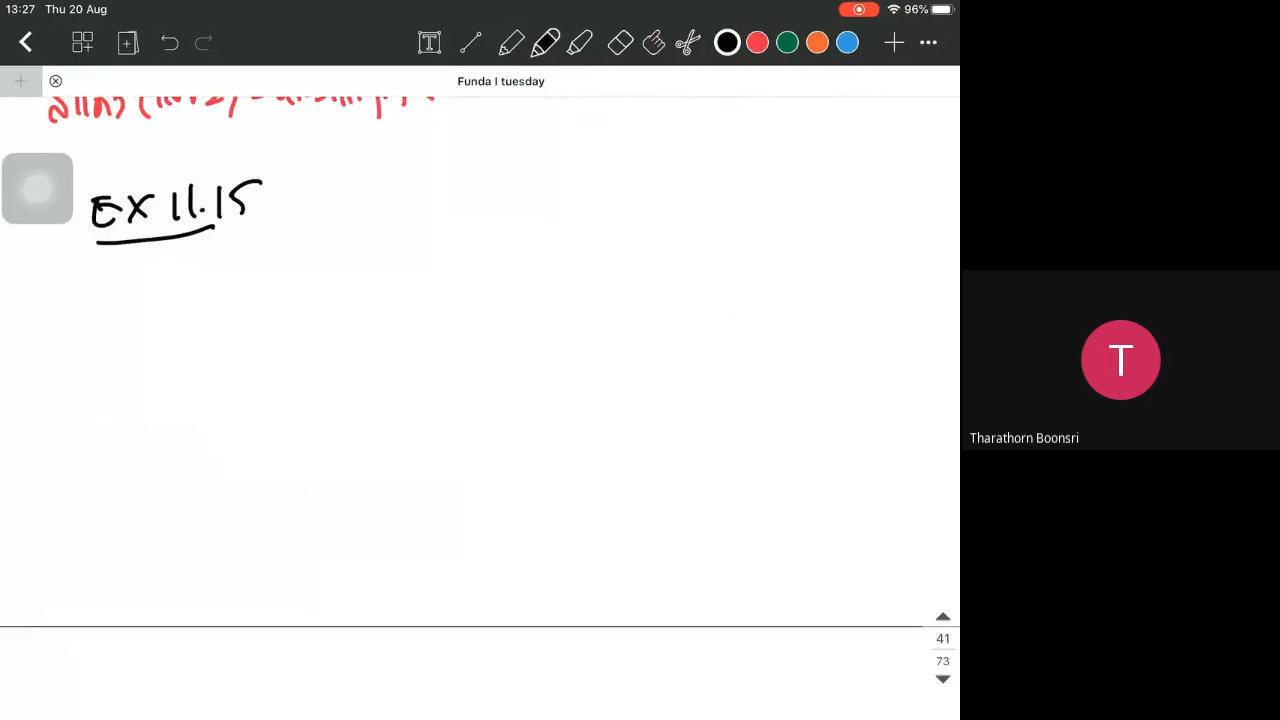 13:27 Thu 20 Aug
96%
Funda I tuesday
EX 11.15
T
Tharathorn Boonsri
41
73